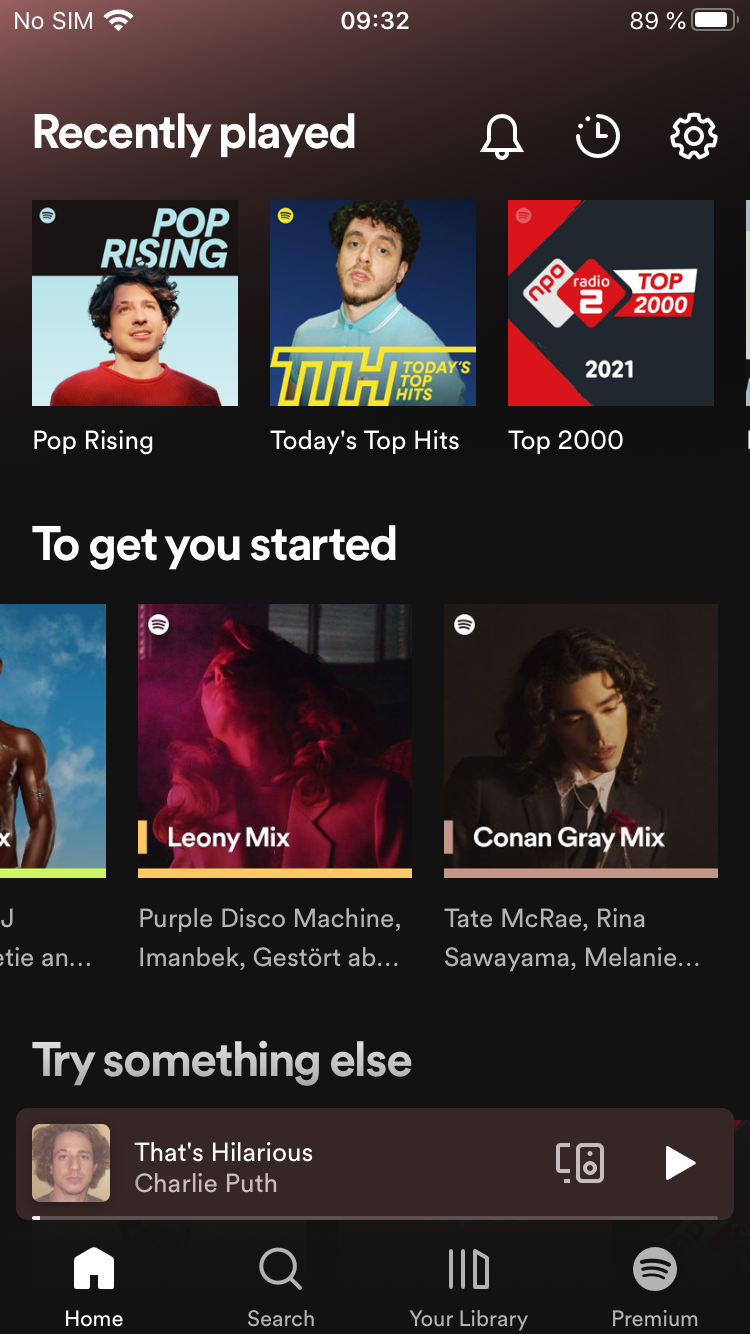 No SIM 09:32 89 %
Recently played
POP
RISING
TTH TODAY'S
TOP
HITS
npo radio 2 TOP
2000
2021
Pop Rising
Today's Top Hits
Top 2000
To get you started
x
Leony Mix
Conan Gray Mix
J
etie an...
Purple Disco Machine,
Imanbek, Gestört ab...
Tate McRae, Rina
Sawayama, Melanie...
Try something else
That's Hilarious
Charlie Puth
Home
Search
Your Library
Premium